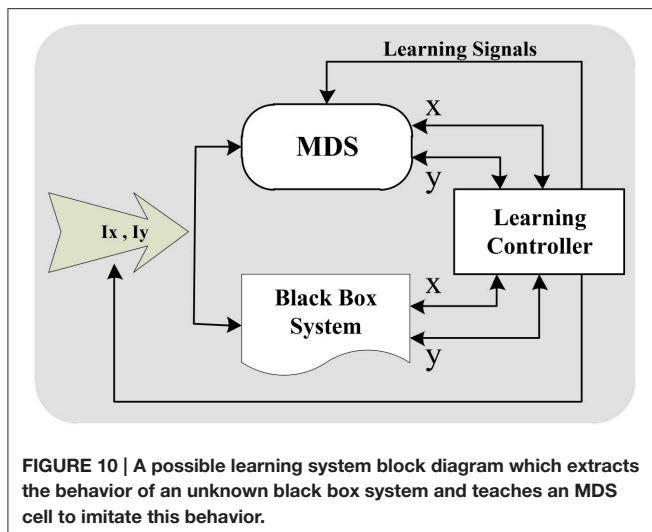 Learning Signals
X
MDS
y
Ix , Iy
Learning
Controller
X
Black Box
System
y
FIGURE 10 | A possible learning system block diagram which extracts
the behavior of an unknown black box system and teaches an MDS
cell to imitate this behavior.